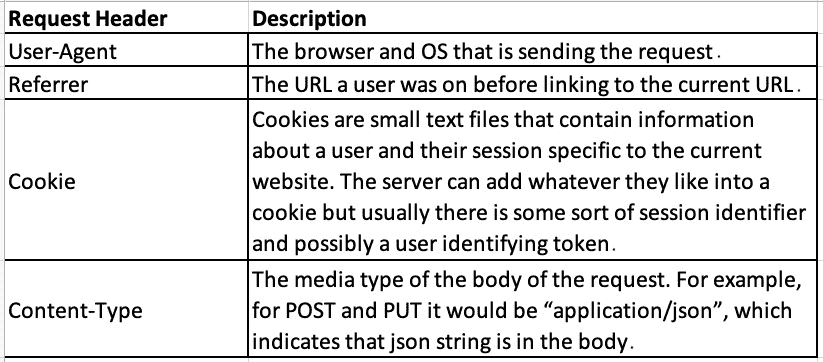 Request Header Description
User-Agent The browser and OS that is sending the request.
Referrer The URL a user was on before linking to the current URL.
Cookies are small text files that contain information
about a user and their session specific to the current
Cookie website. The server can add whatever they like into a
cookie but usually there is some sort of session identifier
and possibly a user identifying token.
The media type of the body of the request. For example,
Content-Type for POST and PUT it would be “application/json”, which
indicates that json string is in the body.